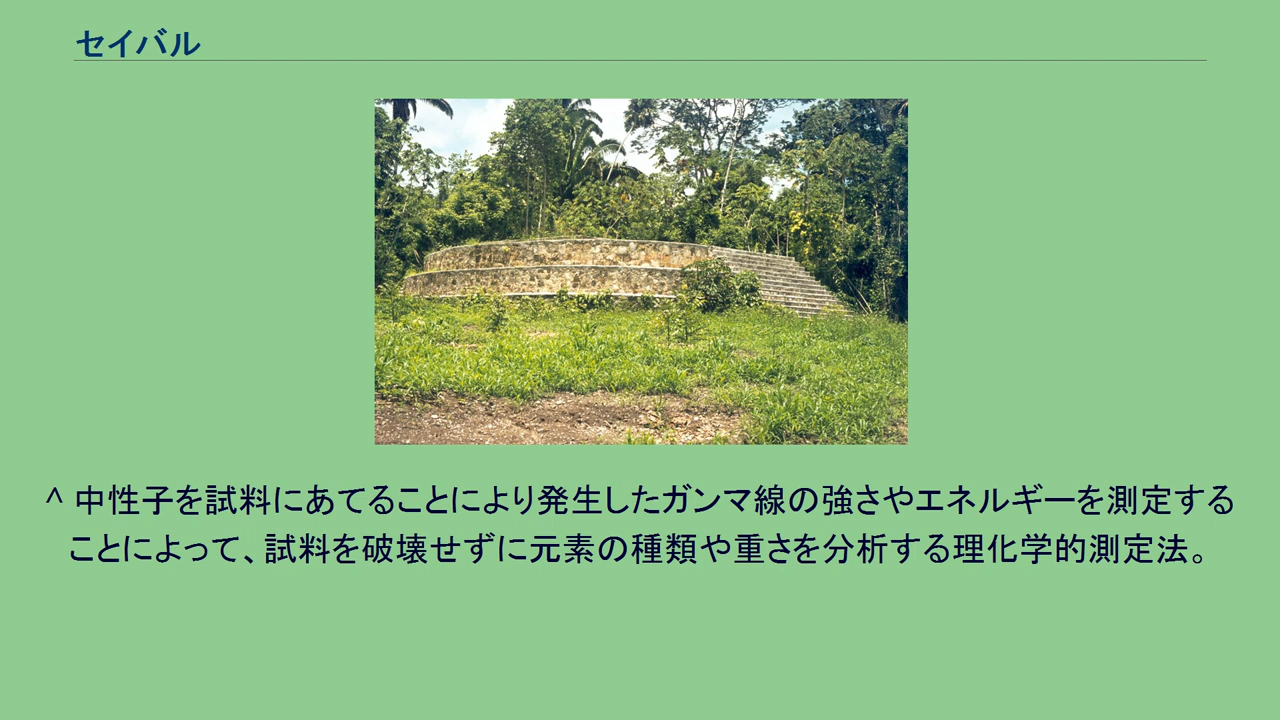 セイバル
^ 中性子を試料にあてることにより発生したガンマ線の強さやエネルギーを測定する
ことによって、試料を破壊せずに元素の種類や重さを分析する理化学的測定法。